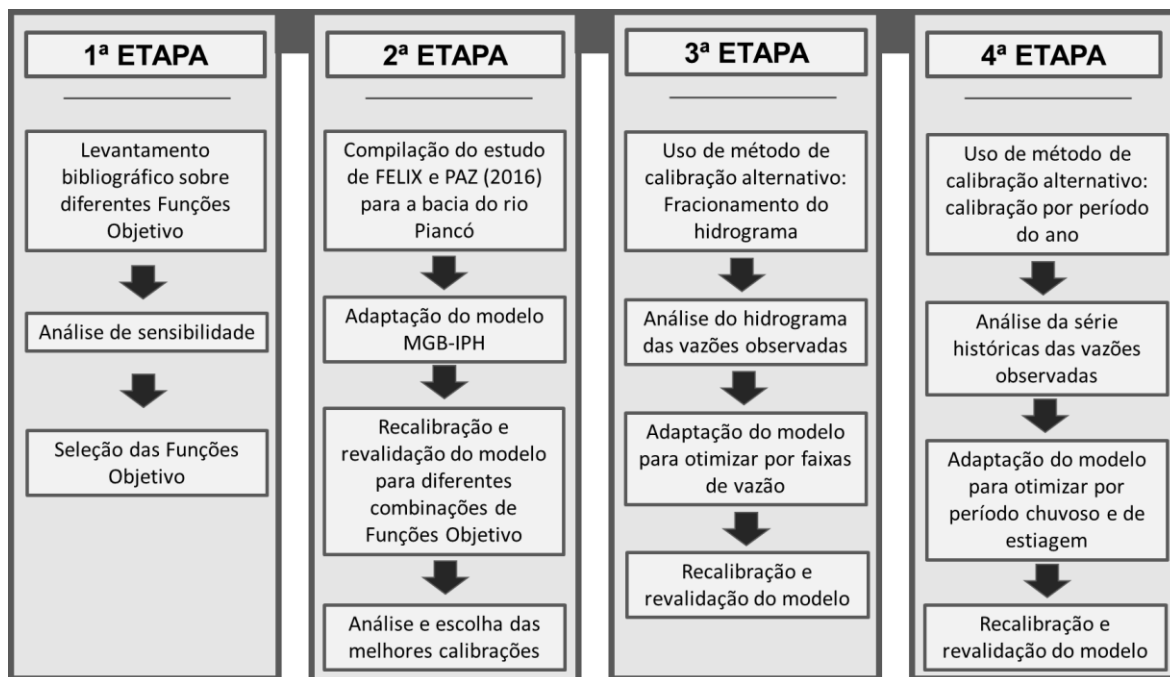 1ª ETAPA
Levantamento
bibliográfico sobre
diferentes Funções
Objetivo
Análise de sensibilidade
Seleção das Funções
Objetivo
2ª ETAPA
Compilação do estudo
de FELIX e PAZ (2016)
para a bacia do rio
Piancó
Adaptação do modelo
MGB-IPH
Recalibração e
revalidação do modelo
para diferentes
combinações de
Funções Objetivo
Análise e escolha das
melhores calibrações
3ª ETAPA
Uso de método de
calibração alternativo:
Fracionamento do
hidrograma
Análise do hidrograma
das vazões observadas
Adaptação do modelo
para otimizar por faixas
de vazão
Recalibração e
revalidação do modelo
4ª ETAPA
Uso de método de
calibração alternativo:
calibração por período
do ano
Análise da série
históricas das vazões
observadas
Adaptação do modelo
para otimizar por
período chuvoso e de
estiagem
Recalibração e
revalidação do modelo